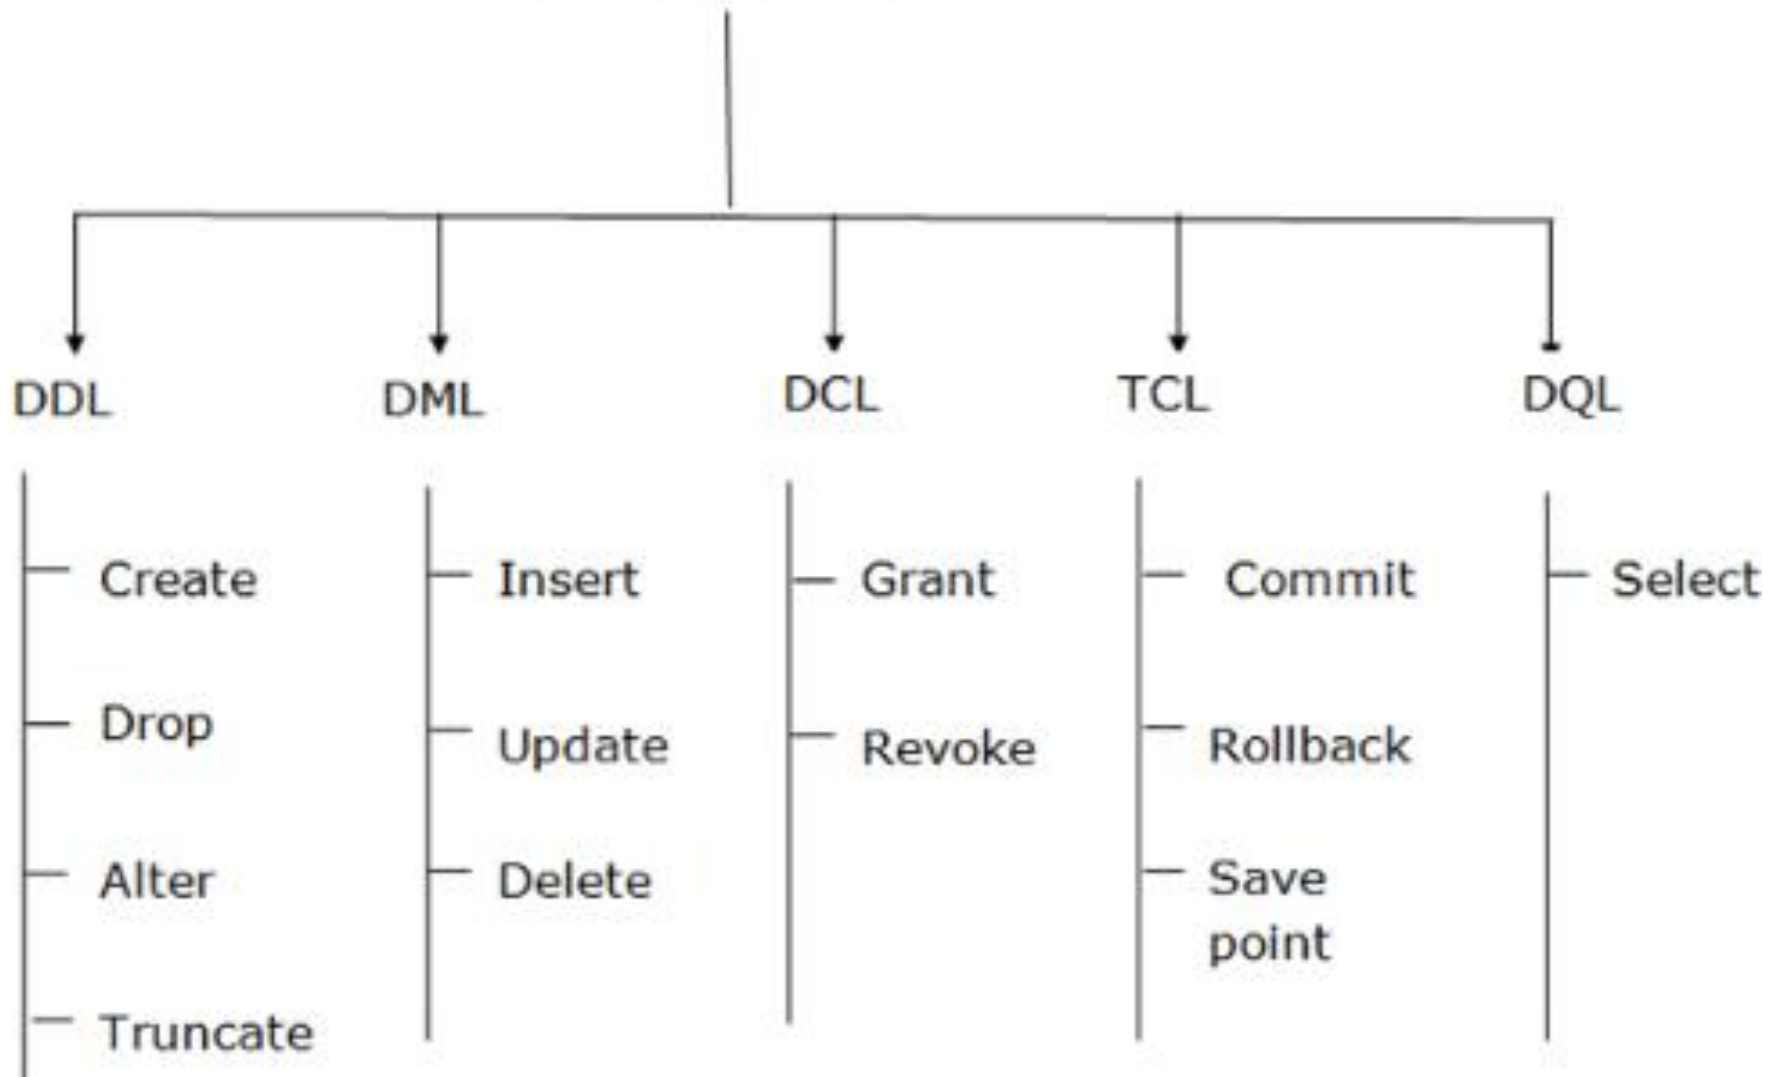 DDL
DML
DCL
TCL
DQL
Create
Drop
Alter
Truncate
Insert
Update
Delete
Grant
Revoke
Commit
Rollback
Save
point
Select